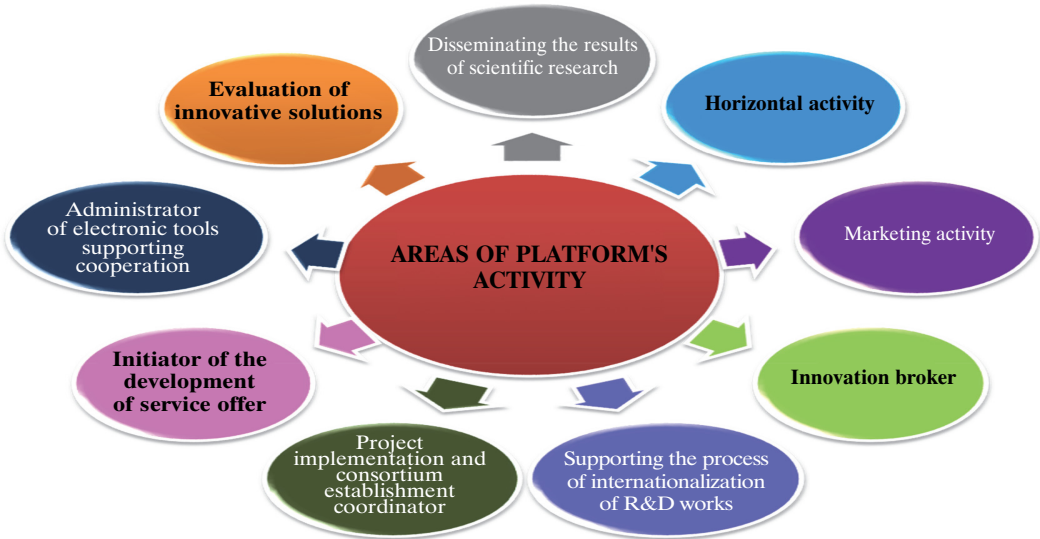 Disseminating the results
of scientific research
Evaluation of
innovative solutions
Horizontal activity
Administrator
of electronic tools
supporting
cooperation
AREAS OF PLATFORM'S
ACTIVITY
Marketing activity
Initiator of the
development
of service offer
Innovation broker
Project
implementation and
consortium
establishment
coordinator
Supporting the process
of internationalization
of R&D works